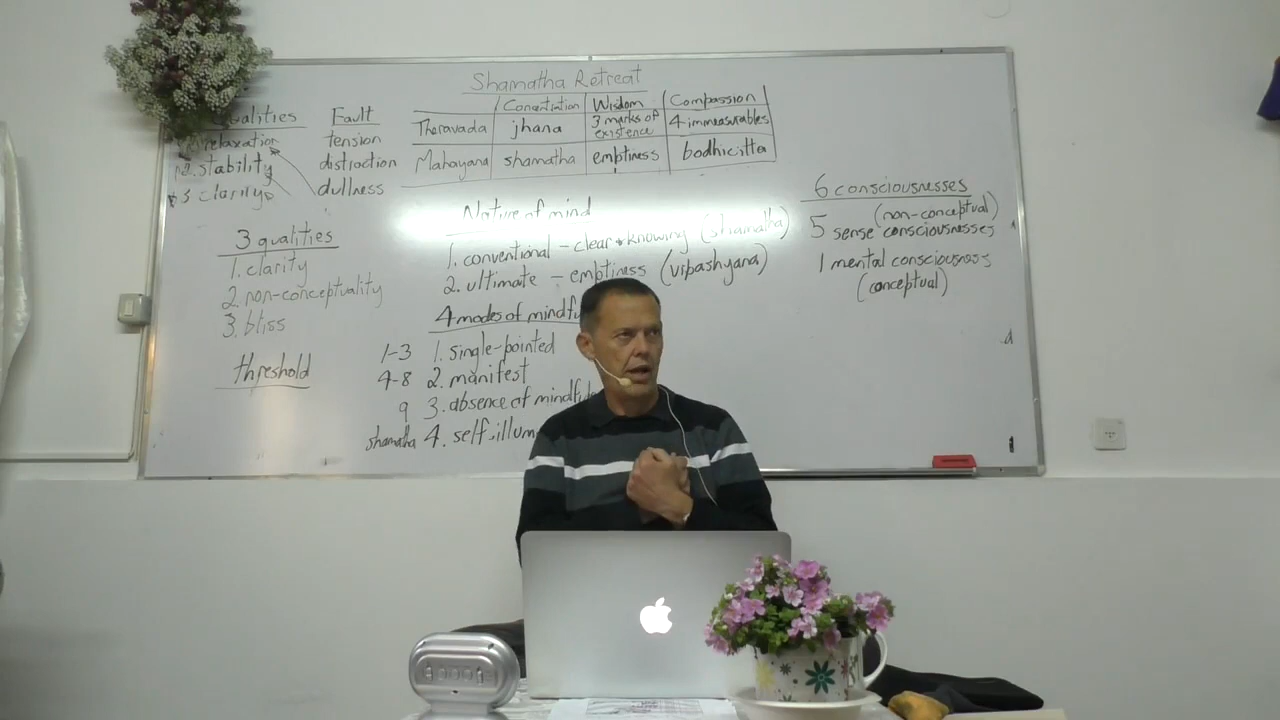 Shamatha Retreat
Concentration Wisdom Compassion
Theravada jhana 3 marks of existence 4 immeasurables
Mahayana shamatha emptiness bodhicitta
Fault
relaxation tension
2. stability distraction
3 clarity dullness
3 qualities
1. clarity
2. non-conceptuality
3. bliss
threshold
Nature of mind
1. conventional – clear + knowing (shamatha)
2. ultimate – emptiness (vipashyana)
4 modes of
1-3 1. single-pointed
4-8 2. manifest
9 3. absence of
shamatha 4.
6 consciousnesses
(non-conceptual)
5 sense consciousnesses
1 mental consciousness
(conceptual)